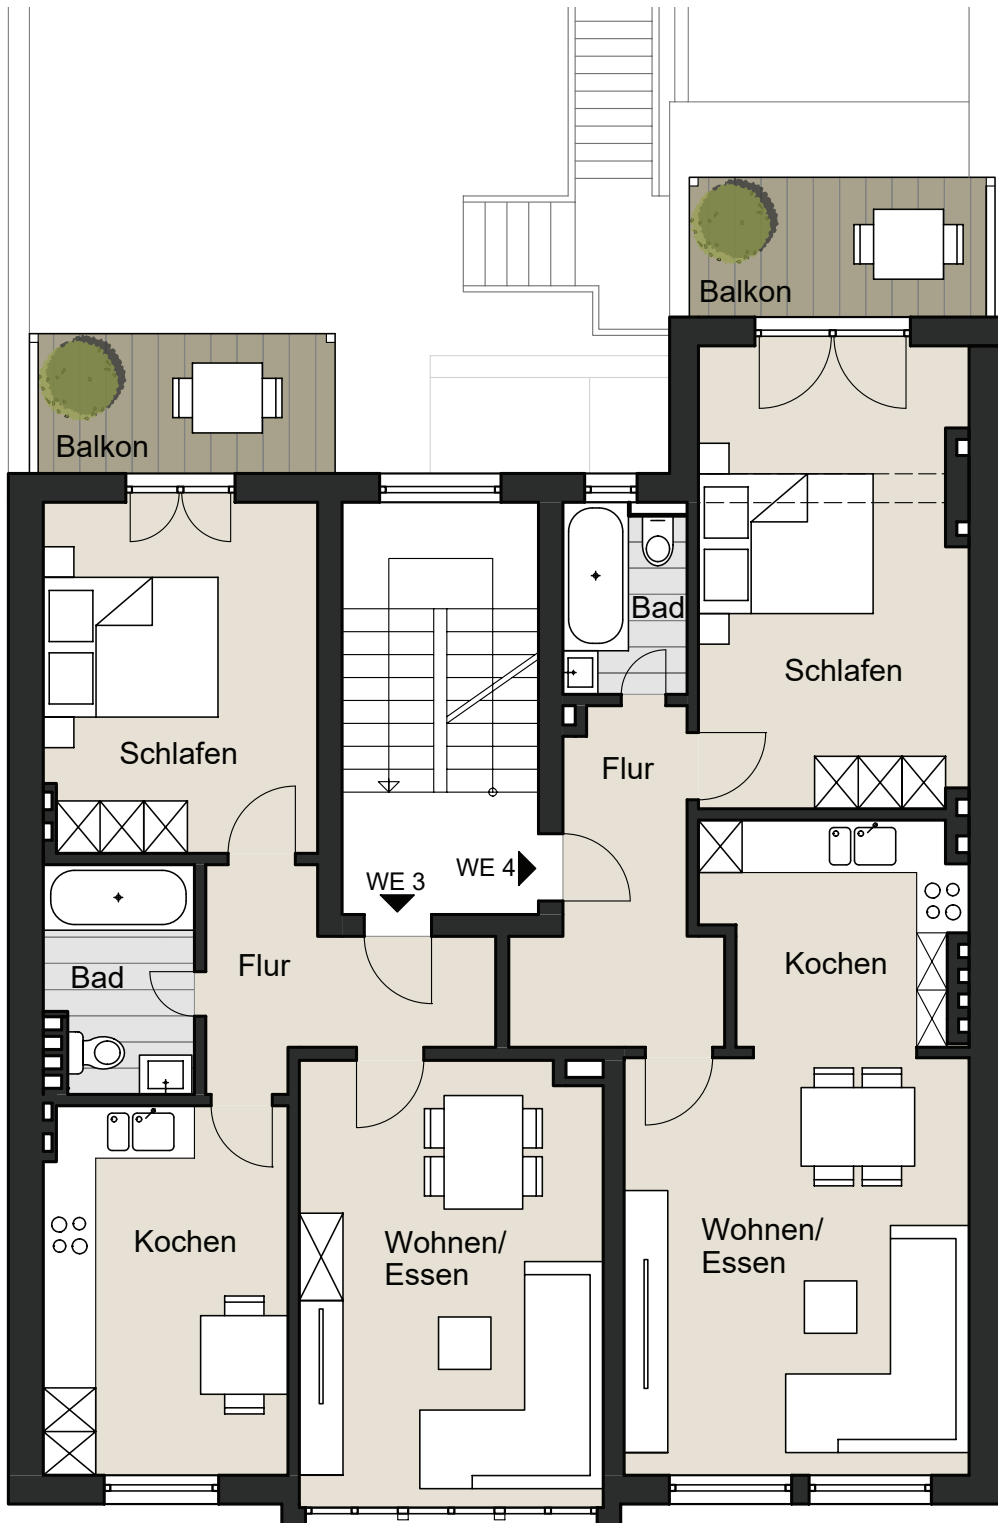 Balkon
Balkon
Bad
Schlafen
Schlafen
Flur
WE 4
WE 3
Kochen
Flur
Bad
Wohnen/
Essen
Kochen
Wohnen/
Essen